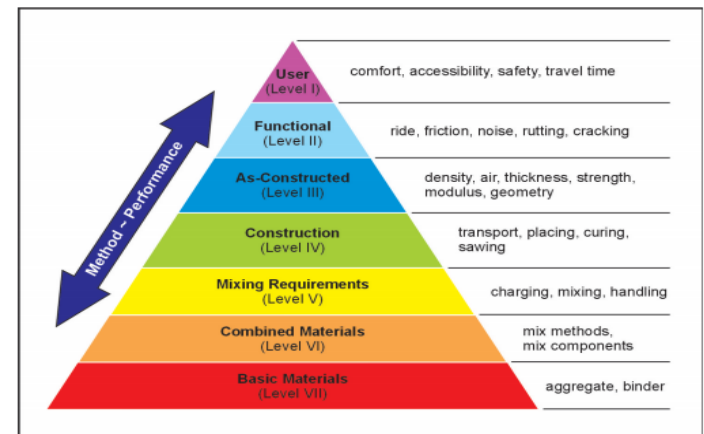 Method ~ Performance
User
(Level I)
comfort, accessibility, safety, travel time
Functional
(Level II)
ride, friction, noise, rutting, cracking
As-Constructed
(Level III)
density, air, thickness, strength,
modulus, geometry
Construction
(Level IV)
transport, placing, curing,
sawing
Mixing Requirements
(Level V)
charging, mixing, handling
Combined Materials
(Level VI)
mix methods,
mix components
Basic Materials
(Level VII)
aggregate, binder